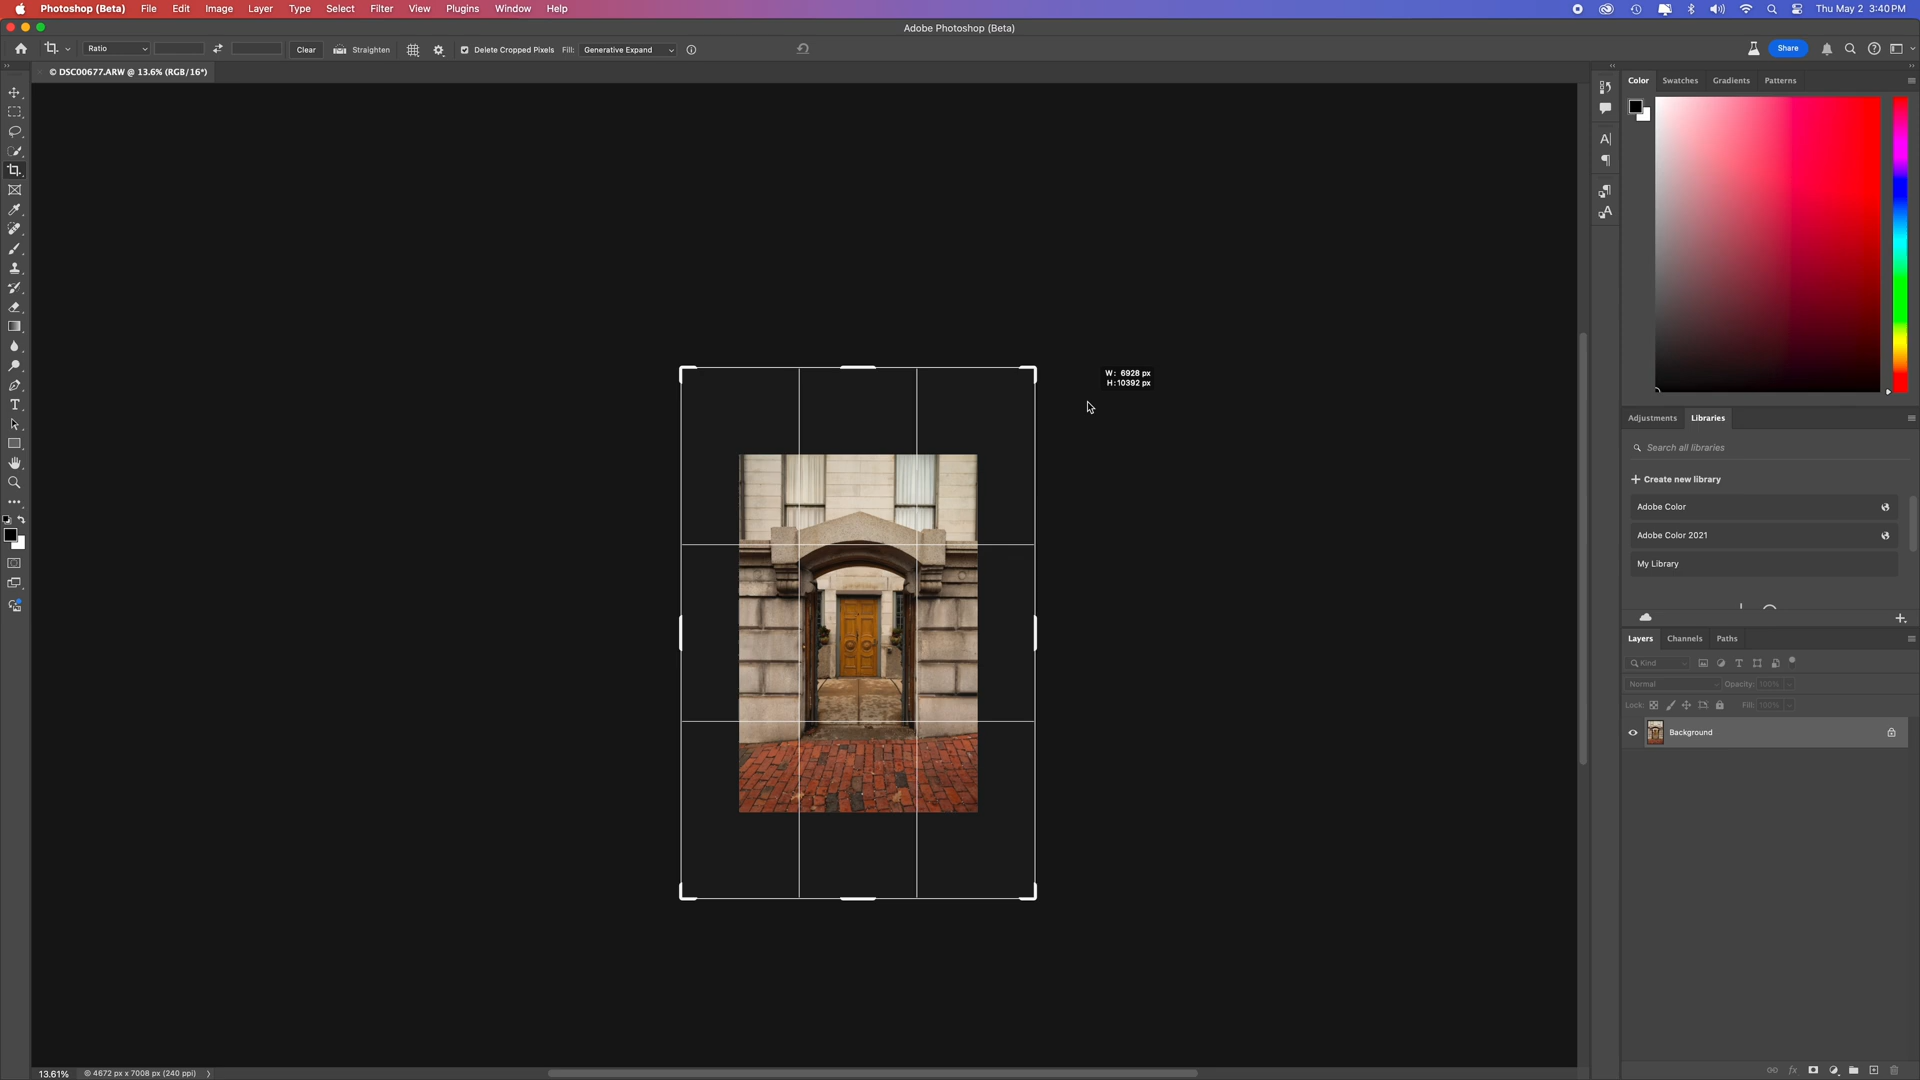 Photoshop (Beta) File Edit Image Layer Type Select Filter View Plugins Window Help Thu May 2 3:40 PM
Adobe Photoshop (Beta)
Ratio Clear Straighten Delete Cropped Pixels Fill: Generative Expand Share
© DSC00677.ARW @ 13.6% (RGB/16*)
Color Swatches Gradients Patterns
W: 6928 px
H: 10392 px
Adjustments Libraries
Search all libraries
Create new library
Adobe Color
Adobe Color 2021
My Library
Layers Channels Paths
Kind
Normal Opacity: 100%
Lock: Fill: 100%
Background
13.61% © 4672 px x 7008 px (240 ppi)